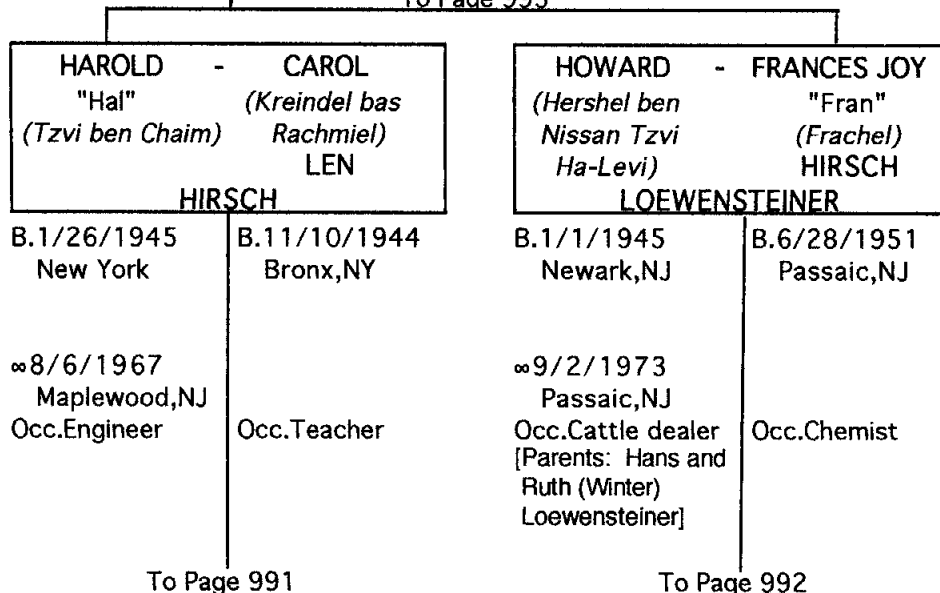 To Page 993
HAROLD - CAROL
"Hal" (Kreindel bas
(Tzvi ben Chaim) Rachmiel)
LEN
HIRSCH
B.1/26/1945 B.11/10/1944
New York Bronx,NY
∞8/6/1967
Maplewood,NJ
Occ.Engineer Occ.Teacher
To Page 991
HOWARD - FRANCES JOY
(Hershel ben "Fran"
Nissan Tzvi (Frachel)
Ha-Levi) HIRSCH
LOEWENSTEINER
B.1/1/1945 B.6/28/1951
Newark,NJ Passaic,NJ
∞9/2/1973
Passaic,NJ
Occ.Cattle dealer Occ.Chemist
[Parents: Hans and
Ruth (Winter)
Loewensteiner]
To Page 992